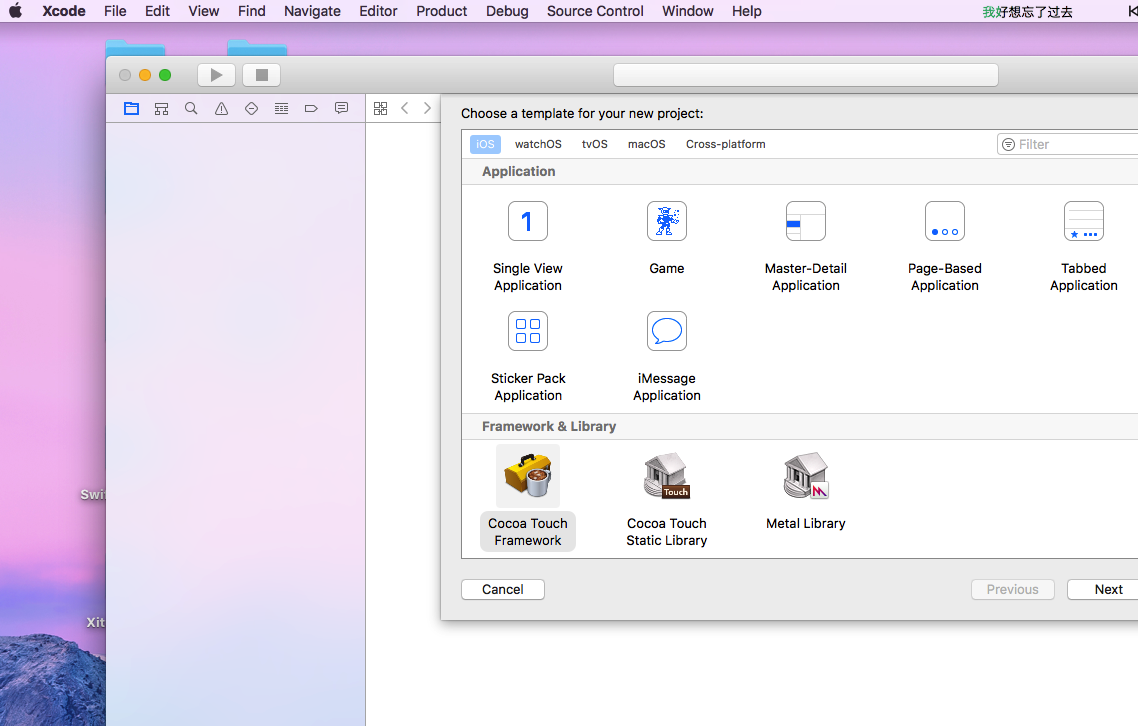 Xcode File Edit View Find Navigate Editor Product Debug Source Control Window Help 我好想忘了过去
Choose a template for your new project:
iOS watchOS tvOS macOS Cross-platform Filter
Application
1
Single View Application
Game
Master-Detail Application
Page-Based Application
Tabbed Application
Sticker Pack Application
iMessage Application
Framework & Library
Touch
Cocoa Touch Framework
Cocoa Touch Static Library
Metal Library
Cancel Previous Next